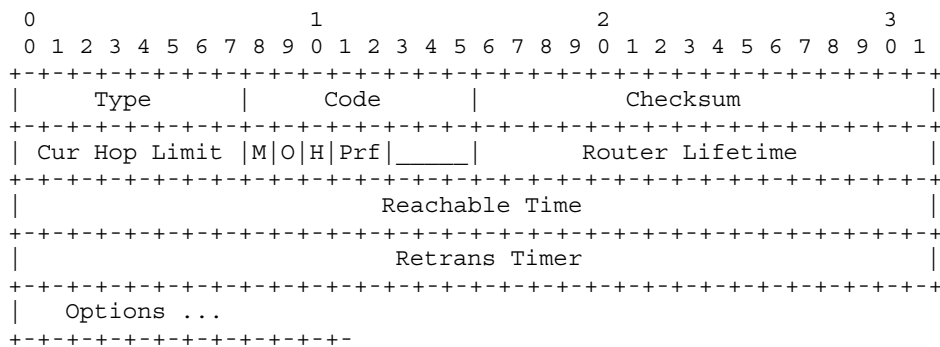 0                   1                   2                   3
 0 1 2 3 4 5 6 7 8 9 0 1 2 3 4 5 6 7 8 9 0 1 2 3 4 5 6 7 8 9 0 1
+-+-+-+-+-+-+-+-+-+-+-+-+-+-+-+-+-+-+-+-+-+-+-+-+-+-+-+-+-+-+-+-+
|     Type      |     Code      |          Checksum             |
+-+-+-+-+-+-+-+-+-+-+-+-+-+-+-+-+-+-+-+-+-+-+-+-+-+-+-+-+-+-+-+-+
| Cur Hop Limit |M|O|H|Prf|_____|       Router Lifetime         |
+-+-+-+-+-+-+-+-+-+-+-+-+-+-+-+-+-+-+-+-+-+-+-+-+-+-+-+-+-+-+-+-+
|                         Reachable Time                        |
+-+-+-+-+-+-+-+-+-+-+-+-+-+-+-+-+-+-+-+-+-+-+-+-+-+-+-+-+-+-+-+-+
|                          Retrans Timer                        |
+-+-+-+-+-+-+-+-+-+-+-+-+-+-+-+-+-+-+-+-+-+-+-+-+-+-+-+-+-+-+-+-+
|   Options ...
+-+-+-+-+-+-+-+-+-+-+-+-